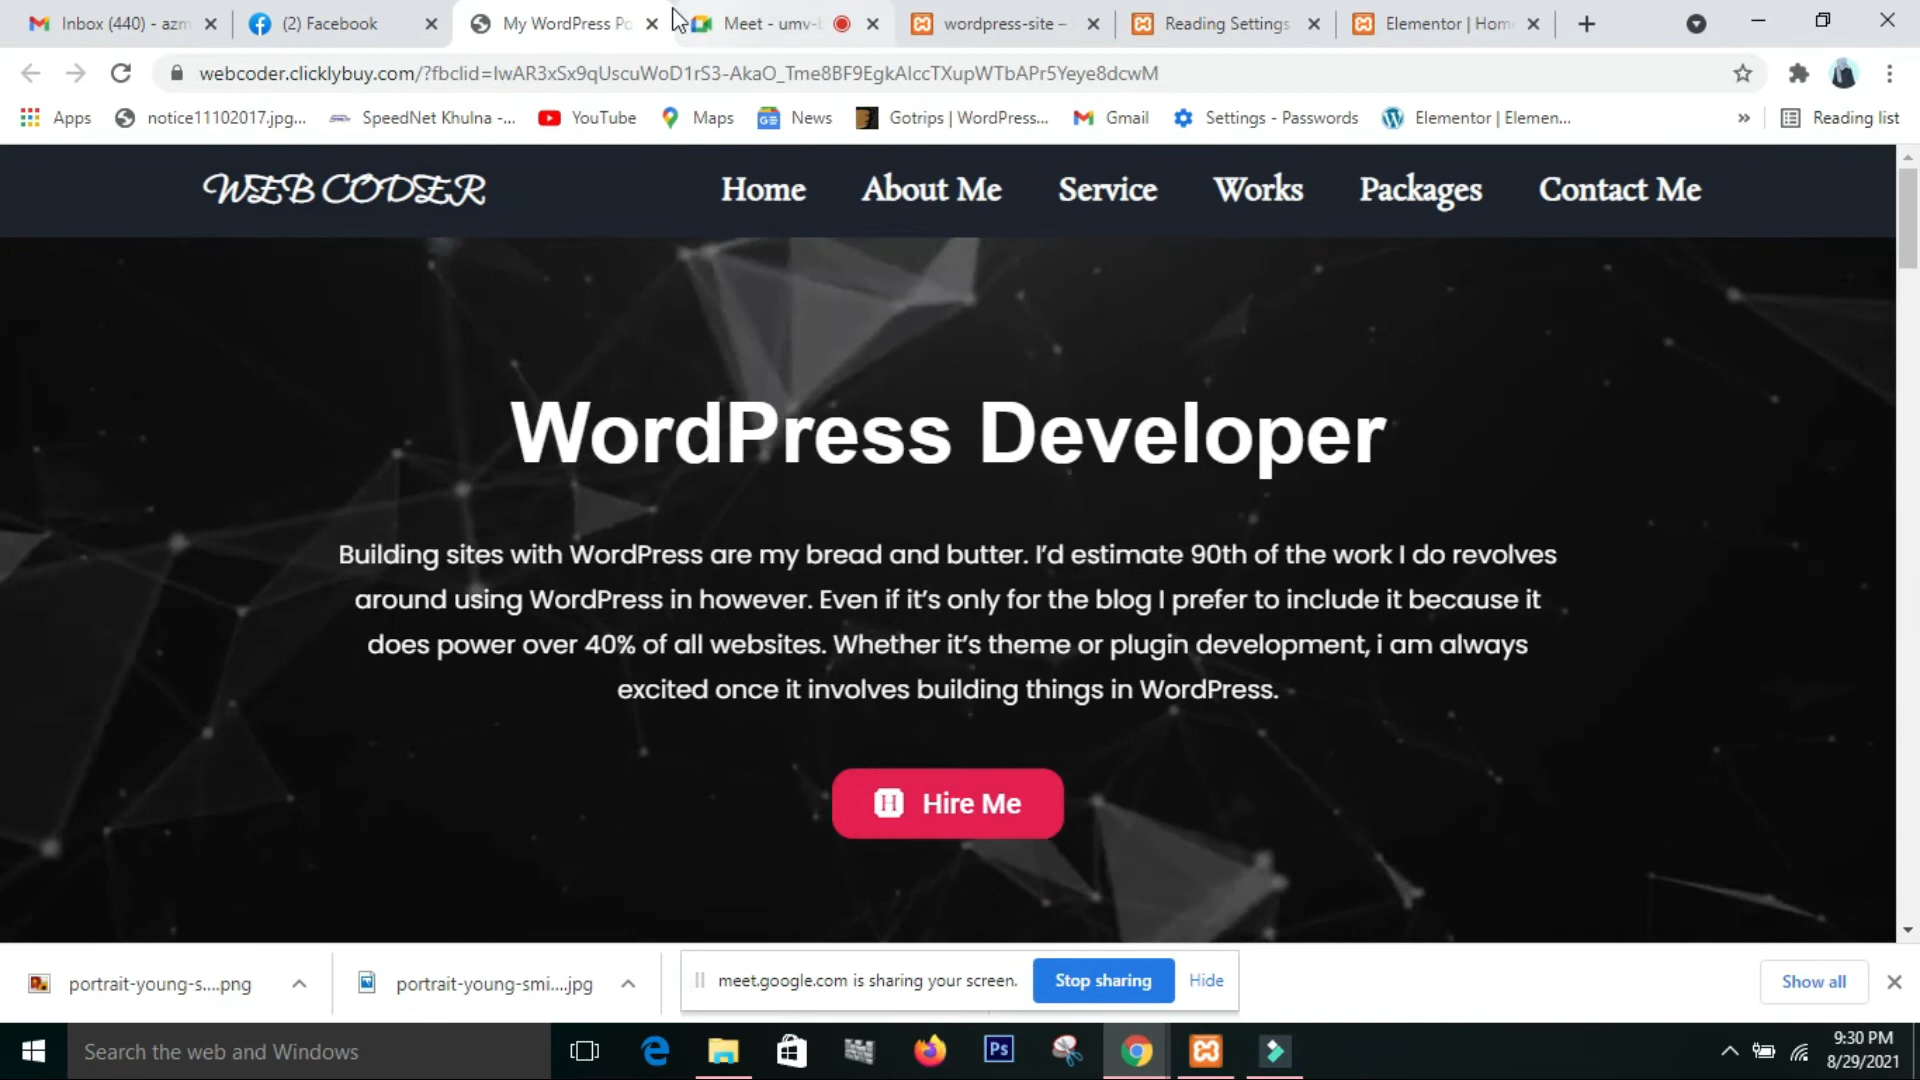 Inbox (440) - azm
(2) Facebook
My WordPress Po
Meet - umv-
wordpress-site –
Reading Settings
Elementor | Hom
webcoder.clicklybuy.com/?fbclid=IwAR3xSx9qUscuWoD1rS3-AkaO_Tme8BF9EgkAIccTXupWTbAPr5Yeye8dcwM
Apps
notice11102017.jpg...
SpeedNet Khulna -...
YouTube
Maps
News
Gotrips | WordPress...
Gmail
Settings - Passwords
Elementor | Elemen...
»
Reading list
WEB CODER
Home
About Me
Service
Works
Packages
Contact Me
WordPress Developer
Building sites with WordPress are my bread and butter. I’d estimate 90th of the work I do revolves
around using WordPress in however. Even if it’s only for the blog I prefer to include it because it
does power over 40% of all websites. Whether it’s theme or plugin development, i am always
excited once it involves building things in WordPress.
H Hire Me
portrait-young-s....png
portrait-young-smi....jpg
meet.google.com is sharing your screen.
Stop sharing
Hide
Show all
Search the web and Windows
Ps
9:30 PM
8/29/2021